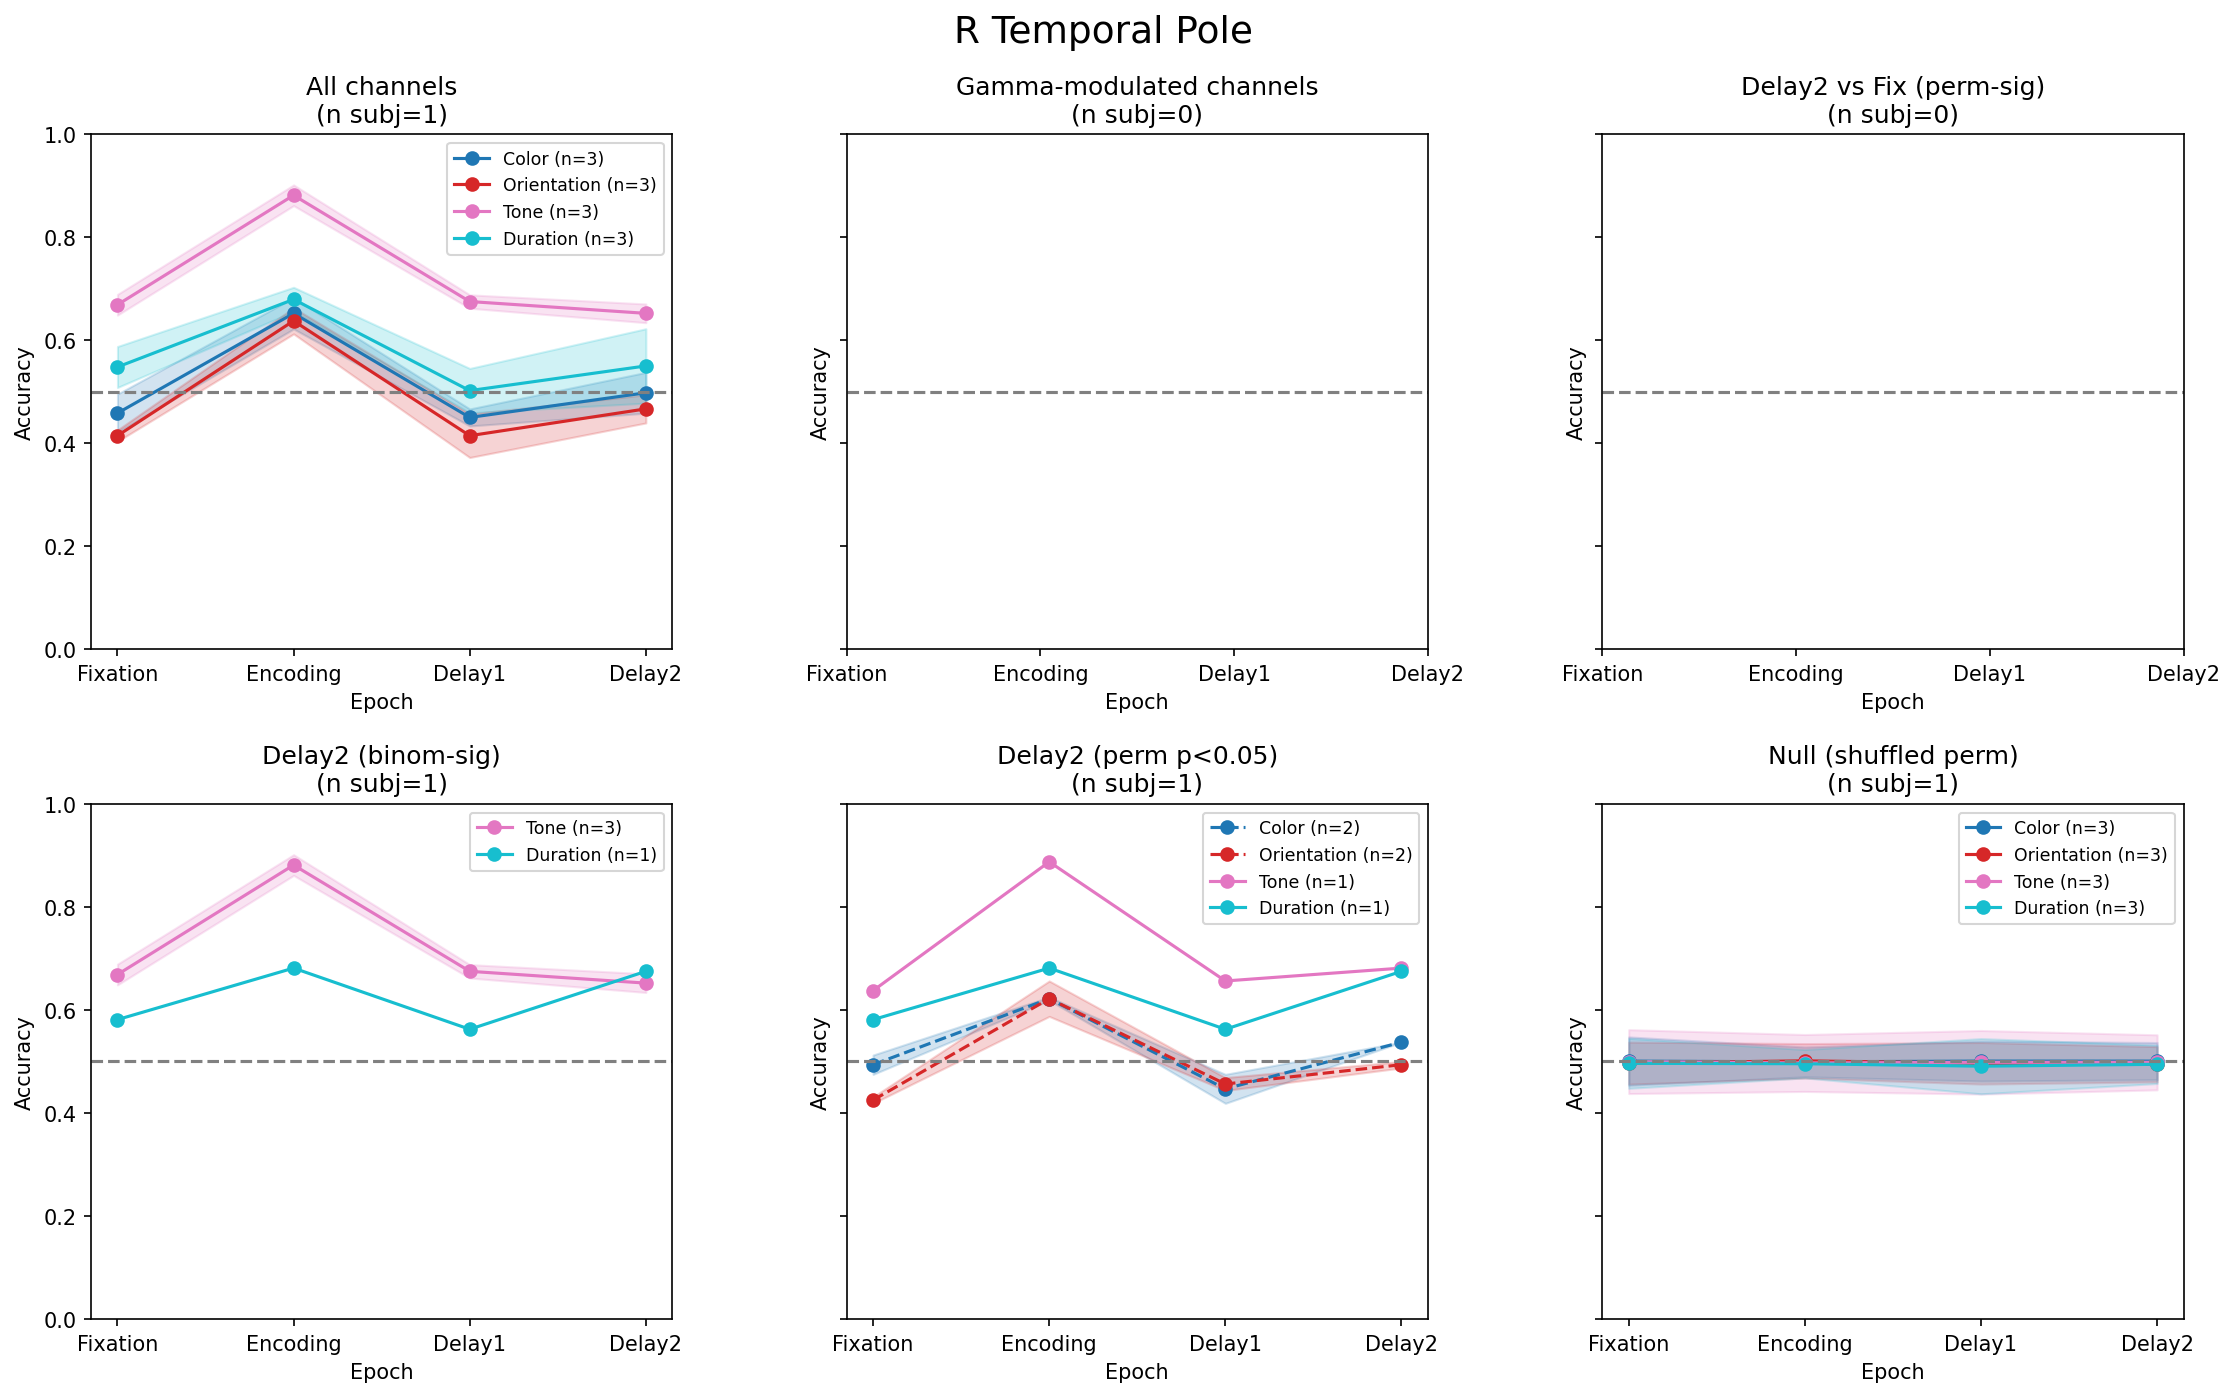 R Temporal Pole
All channels
(n subj=1)
1.0
0.8
0.6
0.4
0.2
0.0
Accuracy
Color (n=3)
Orientation (n=3)
Tone (n=3)
Duration (n=3)
Fixation
Encoding
Delay1
Delay2
Epoch
Gamma-modulated channels
(n subj=0)
Accuracy
Fixation
Encoding
Delay1
Delay2
Epoch
Delay2 vs Fix (perm-sig)
(n subj=0)
Accuracy
Fixation
Encoding
Delay1
Delay2
Epoch
Delay2 (binom-sig)
(n subj=1)
1.0
0.8
0.6
0.4
0.2
0.0
Accuracy
Tone (n=3)
Duration (n=1)
Fixation
Encoding
Delay1
Delay2
Epoch
Delay2 (perm p<0.05)
(n subj=1)
Accuracy
Color (n=2)
Orientation (n=2)
Tone (n=1)
Duration (n=1)
Fixation
Encoding
Delay1
Delay2
Epoch
Null (shuffled perm)
(n subj=1)
Accuracy
Color (n=3)
Orientation (n=3)
Tone (n=3)
Duration (n=3)
Fixation
Encoding
Delay1
Delay2
Epoch